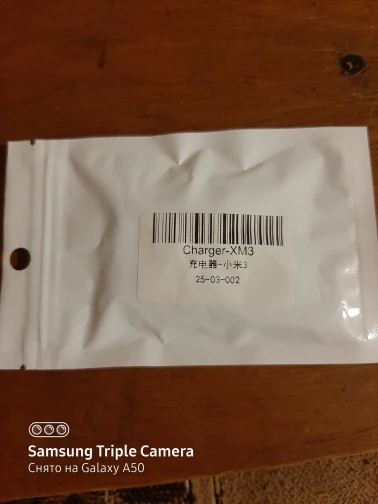 Charger-XM3
充电器-小米3
25-03-002
Samsung Triple Camera
Снято на Galaxy A50